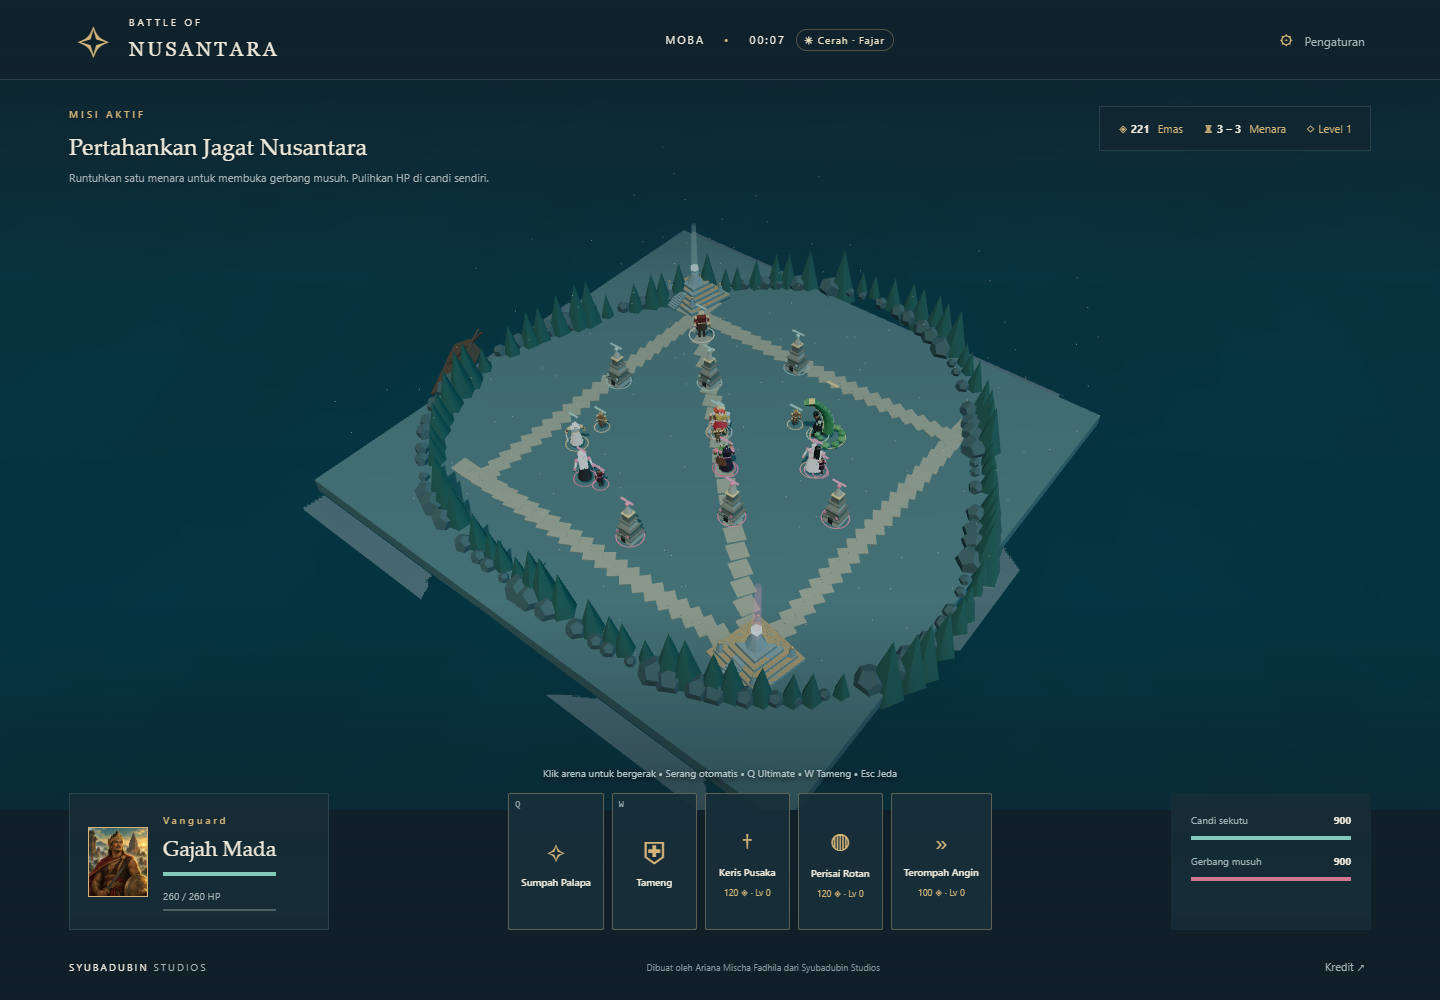 BATTLE OF
NUSANTARA
MOBA • 00:07 Cerah · Fajar
Pengaturan
MISI AKTIF
Pertahankan Jagat Nusantara
Runtuhkan satu menara untuk membuka gerbang musuh. Pulihkan HP di candi sendiri.
221 Emas 3 – 3 Menara Level 1
Klik arena untuk bergerak • Serang otomatis • Q Ultimate • W Tameng • Esc Jeda
Vanguard
Gajah Mada
260 / 260 HP
Q
Sumpah Palapa
W
Tameng
Keris Pusaka
120 ◈ · Lv 0
Perisai Rotan
120 ◈ · Lv 0
Terompah Angin
100 ◈ · Lv 0
Candi sekutu 900
Gerbang musuh 900
SYUBADUBIN STUDIOS
Dibuat oleh Ariana Mischa Fadhila dari Syubadubin Studios
Kredit ↗